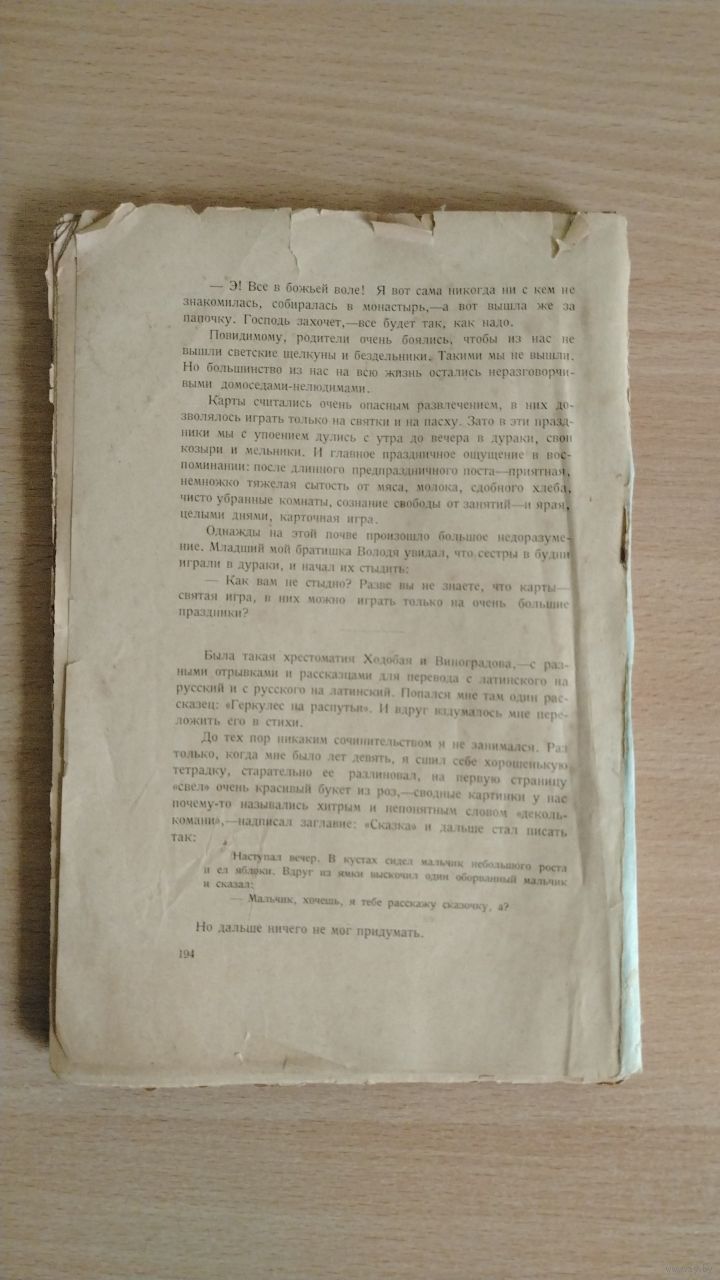 — Э! Все в божьей воле! Я вот сама никогда ни с кем не
знакомилась, собиралась в монастырь,—а вот вышла же за
папочку. Господь захочет,—все будет так, как надо.
Повидимому, родители очень боялись, чтобы из нас не
вышли светские щелкуны и бездельники. Такими мы не вышли.
Но большинство из нас на всю жизнь остались неразговорчи-
выми домоседами-нелюдимами.
Карты считались очень опасным развлечением, в них до-
зволялось играть только на святки и на пасху. Зато в эти празд-
ники мы с упоением дулись с утра до вечера в дураки, свои
козыри и мельники. И главное праздничное ощущение в вос-
поминании: после длинного предпраздничного поста—приятная,
немножко тяжелая сытость от мяса, молока, сдобного хлеба,
чисто убранные комнаты, сознание свободы от занятий—и ярая,
целыми днями, карточная игра.
Однажды на этой почве произошло большое недоразуме-
ние. Младший мой братишка Володя увидал, что сестры в будни
играли в дураки, и начал их стыдить:
— Как вам не стыдно? Разве вы не знаете, что карты—
святая игра, в них можно играть только на очень большие
праздники?
Была такая хрестоматия Ходобая и Виноградова,—с раз-
ными отрывками и рассказцами для перевода с латинского на
русский и с русского на латинский. Попался мне там один рас-
сказец: «Геркулес на распутьи». И вдруг вздумалось мне пере-
ложить его в стихи.
До тех пор никаким сочинительством я не занимался. Раз
только, когда мне было лет девять, я сшил себе хорошенькую
тетрадку, старательно ее разлиновал, на первую страницу
«свел» очень красивый букет из роз,—сводные картинки у нас
почему-то назывались хитрым и непонятным словом «деколь-
комани»,—надписал заглавие: «Сказка» и дальше стал писать
так:
Наступал вечер. В кустах сидел мальчик небольшого роста
и ел яблоки. Вдруг из ямки выскочил один оборванный мальчик
и сказал:
— Мальчик, хочешь, я тебе расскажу сказочку, а?
Но дальше ничего не мог придумать.
194